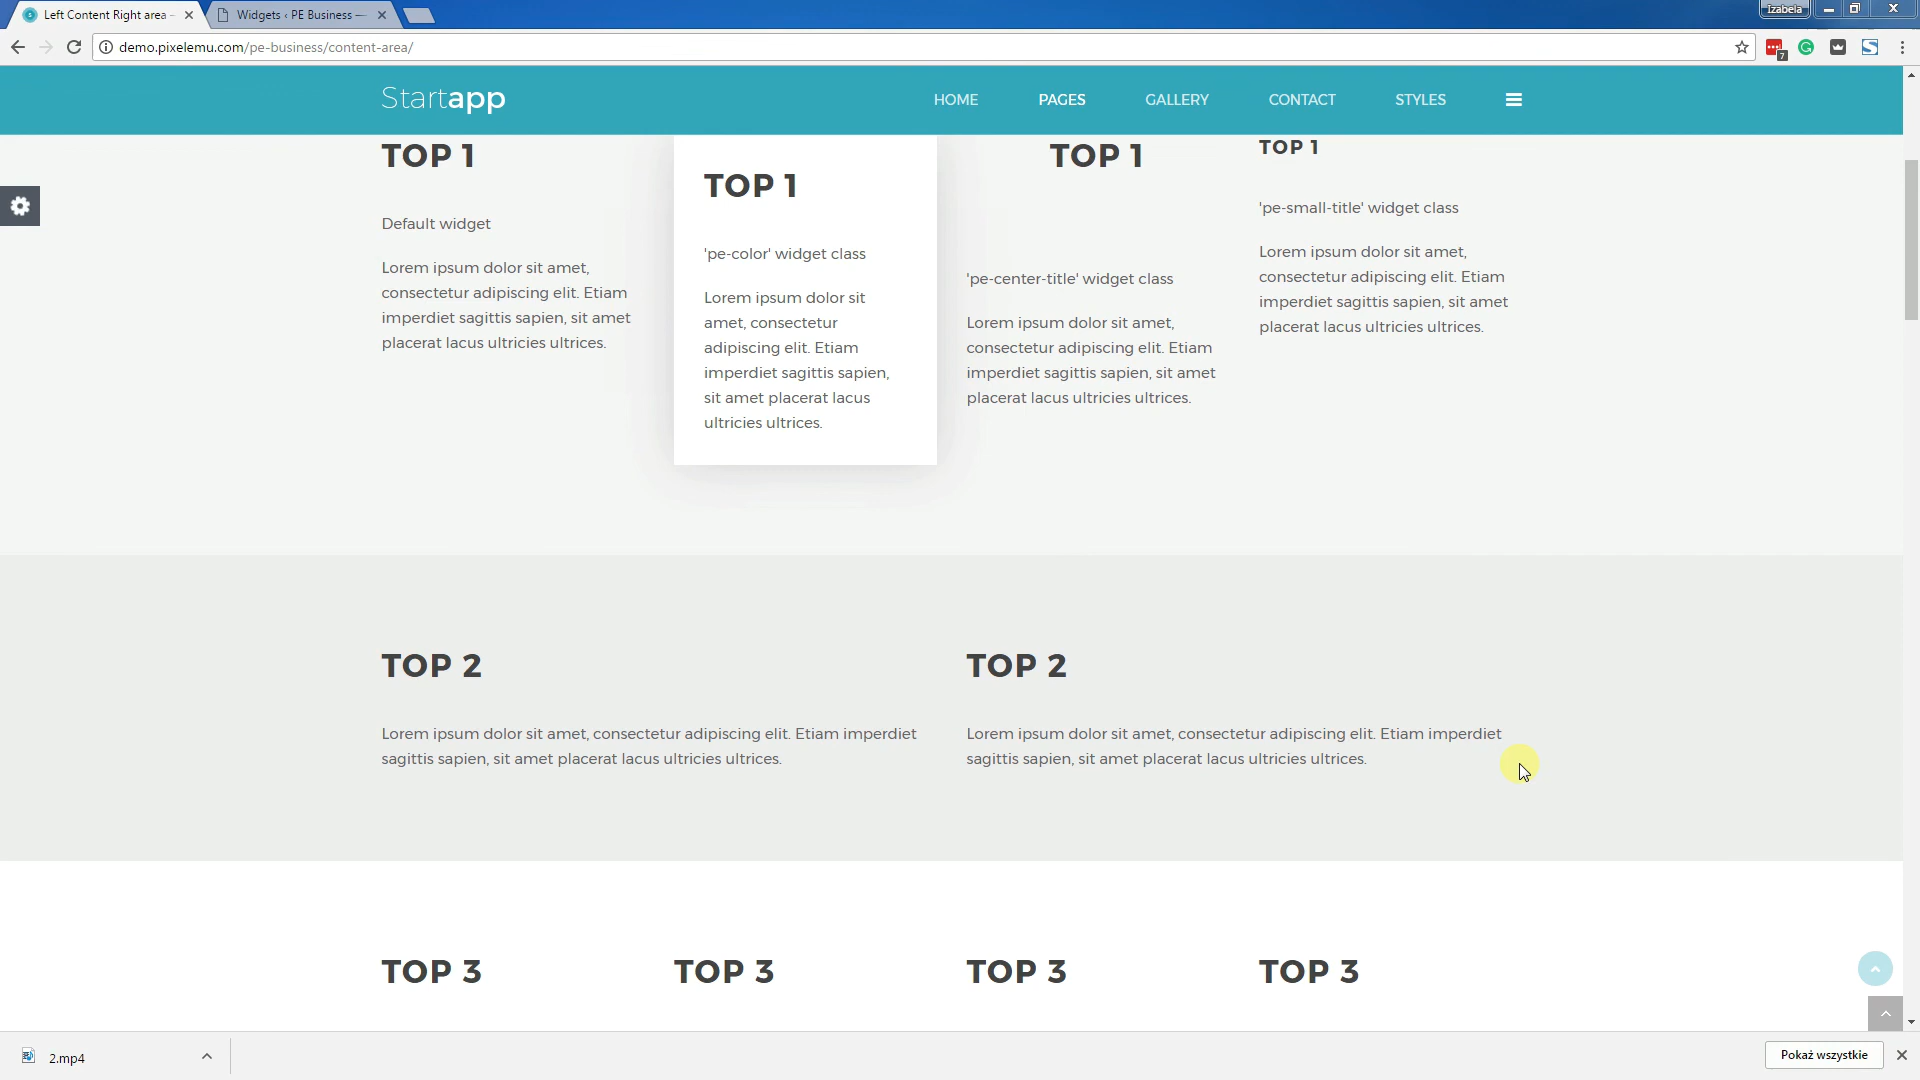 Left Content Right area –
Widgets ‹ PE Business —
Izabela
demo.pixelemu.com/pe-business/content-area/
7
Startapp
HOME
PAGES
GALLERY
CONTACT
STYLES
TOP 1
Default widget
Lorem ipsum dolor sit amet,
consectetur adipiscing elit. Etiam
imperdiet sagittis sapien, sit amet
placerat lacus ultricies ultrices.
TOP 1
'pe-color' widget class
Lorem ipsum dolor sit
amet, consectetur
adipiscing elit. Etiam
imperdiet sagittis sapien,
sit amet placerat lacus
ultricies ultrices.
TOP 1
'pe-center-title' widget class
Lorem ipsum dolor sit amet,
consectetur adipiscing elit. Etiam
imperdiet sagittis sapien, sit amet
placerat lacus ultricies ultrices.
TOP 1
'pe-small-title' widget class
Lorem ipsum dolor sit amet,
consectetur adipiscing elit. Etiam
imperdiet sagittis sapien, sit amet
placerat lacus ultricies ultrices.
TOP 2
Lorem ipsum dolor sit amet, consectetur adipiscing elit. Etiam imperdiet
sagittis sapien, sit amet placerat lacus ultricies ultrices.
TOP 2
Lorem ipsum dolor sit amet, consectetur adipiscing elit. Etiam imperdiet
sagittis sapien, sit amet placerat lacus ultricies ultrices.
TOP 3
TOP 3
TOP 3
TOP 3
2.mp4
Pokaż wszystkie